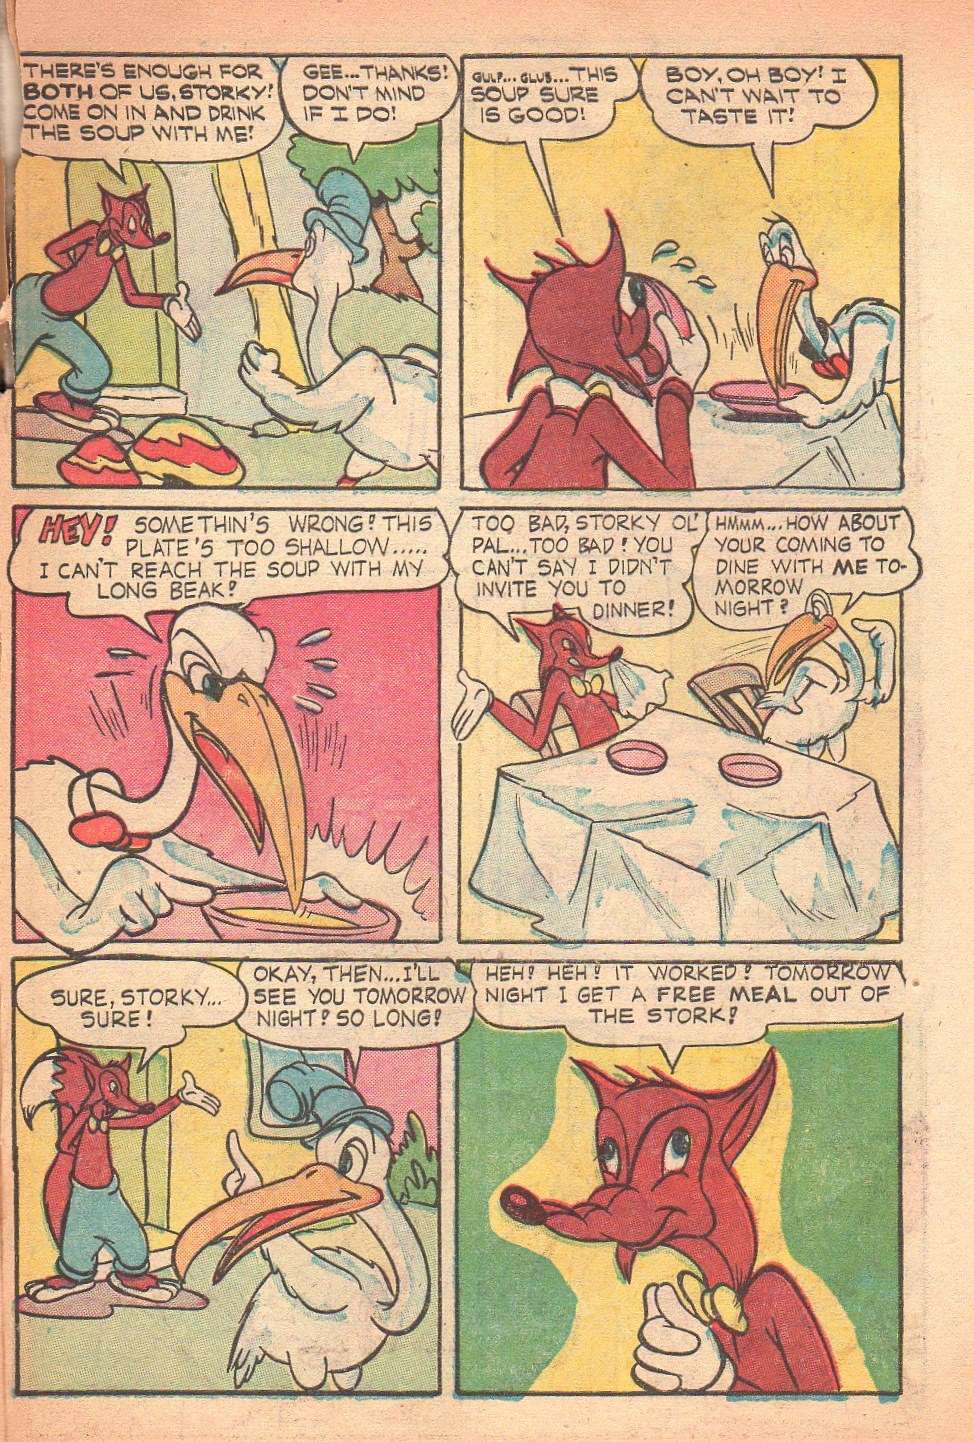 THERE'S ENOUGH FOR
BOTH OF US, STORKY!
COME ON IN AND DRINK
THE SOUP WITH ME!
GEE...THANKS!
DON'T MIND
IF I DO!
GULP... GLUB...THIS
SOUP SURE
IS GOOD!
BOY, OH BOY! I
CAN'T WAIT TO
TASTE IT!
HEY! SOMETHIN'S WRONG! THIS
PLATE'S TOO SHALLOW.....
I CAN'T REACH THE SOUP WITH MY
LONG BEAK!
TOO BAD, STORKY OL'
PAL...TOO BAD! YOU
CAN'T SAY I DIDN'T
INVITE YOU TO
DINNER!
HMMM...HOW ABOUT
YOUR COMING TO
DINE WITH ME TO-
MORROW
NIGHT?
SURE, STORKY...
SURE!
OKAY, THEN...I'LL
SEE YOU TOMORROW
NIGHT! SO LONG!
HEH! HEH! IT WORKED! TOMORROW
NIGHT I GET A FREE MEAL OUT OF
THE STORK!